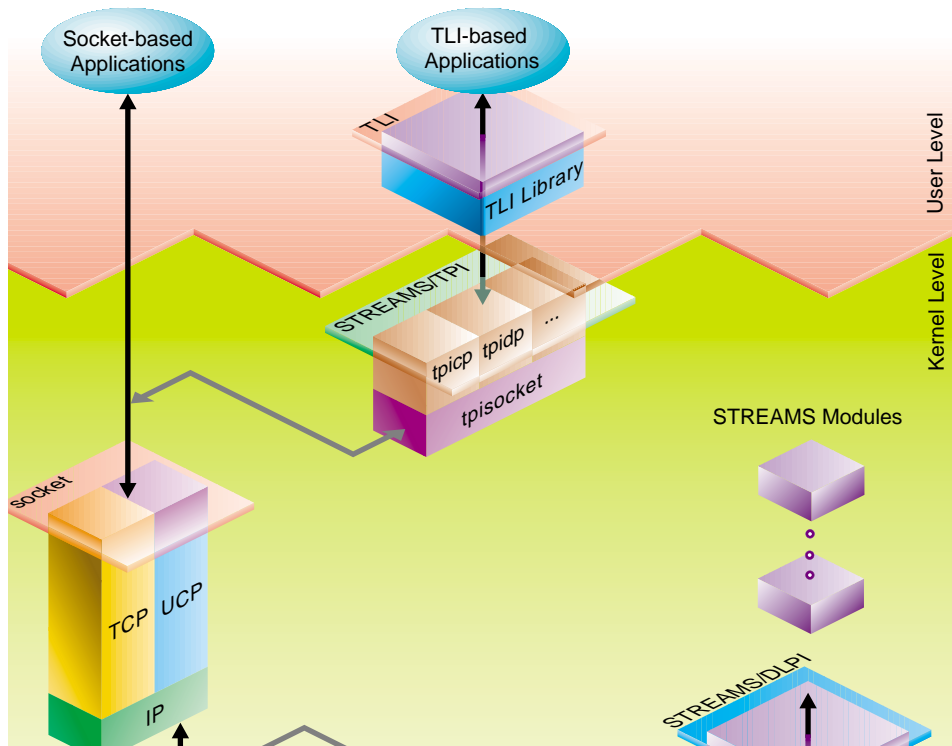 Socket-based
Applications
TLI-based
Applications
TLI
TLI Library
User Level
Kernel Level
STREAMS/TPI
tpicp
tpidp
...
tpisocket
STREAMS Modules
socket
TCP
UCP
IP
STREAMS/DLPI